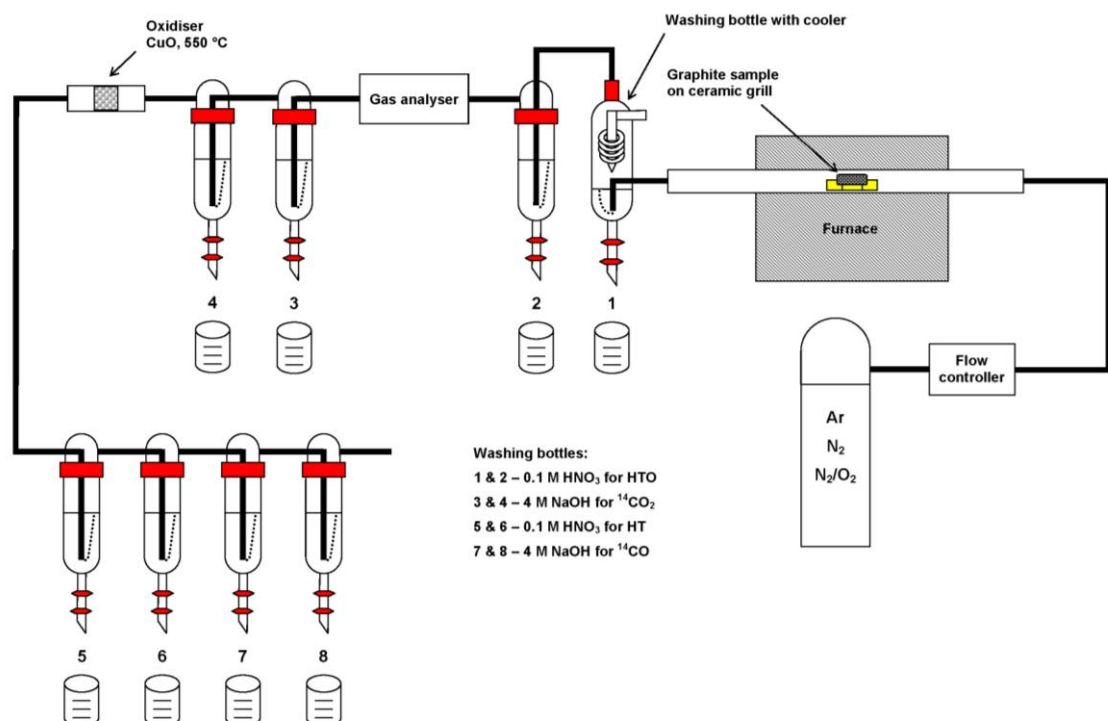 Oxidiser
CuO, 550 °C
Washing bottle with cooler
Graphite sample
on ceramic grill
Gas analyser
Furnace
4
3
2
1
Flow
controller
Ar
N₂
N₂/O₂
Washing bottles:
1 & 2 – 0.1 M HNO₃ for HTO
3 & 4 – 4 M NaOH for ¹⁴CO₂
5 & 6 – 0.1 M HNO₃ for HT
7 & 8 – 4 M NaOH for ¹⁴CO
5
6
7
8